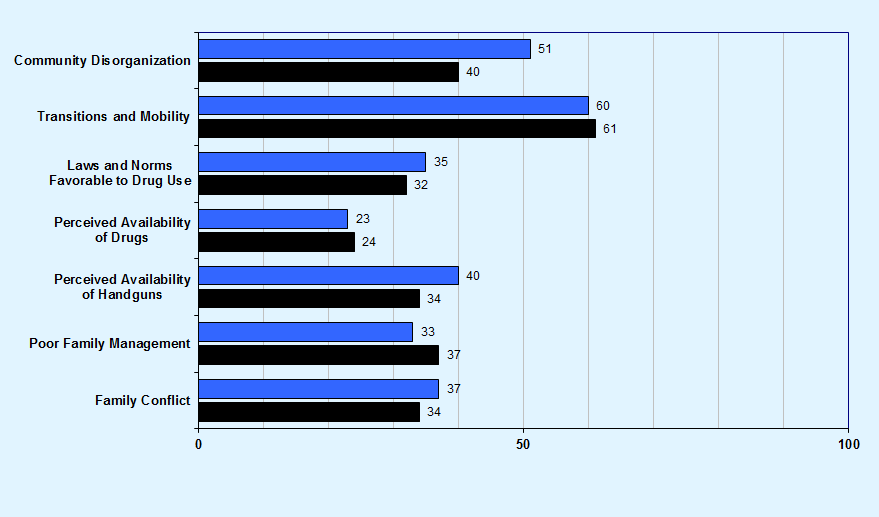 Community Disorganization
51
40
Transitions and Mobility
60
61
Laws and Norms
Favorable to Drug Use
35
32
Perceived Availability
of Drugs
23
24
Perceived Availability
of Handguns
40
34
Poor Family Management
33
37
Family Conflict
37
34
0 50 100